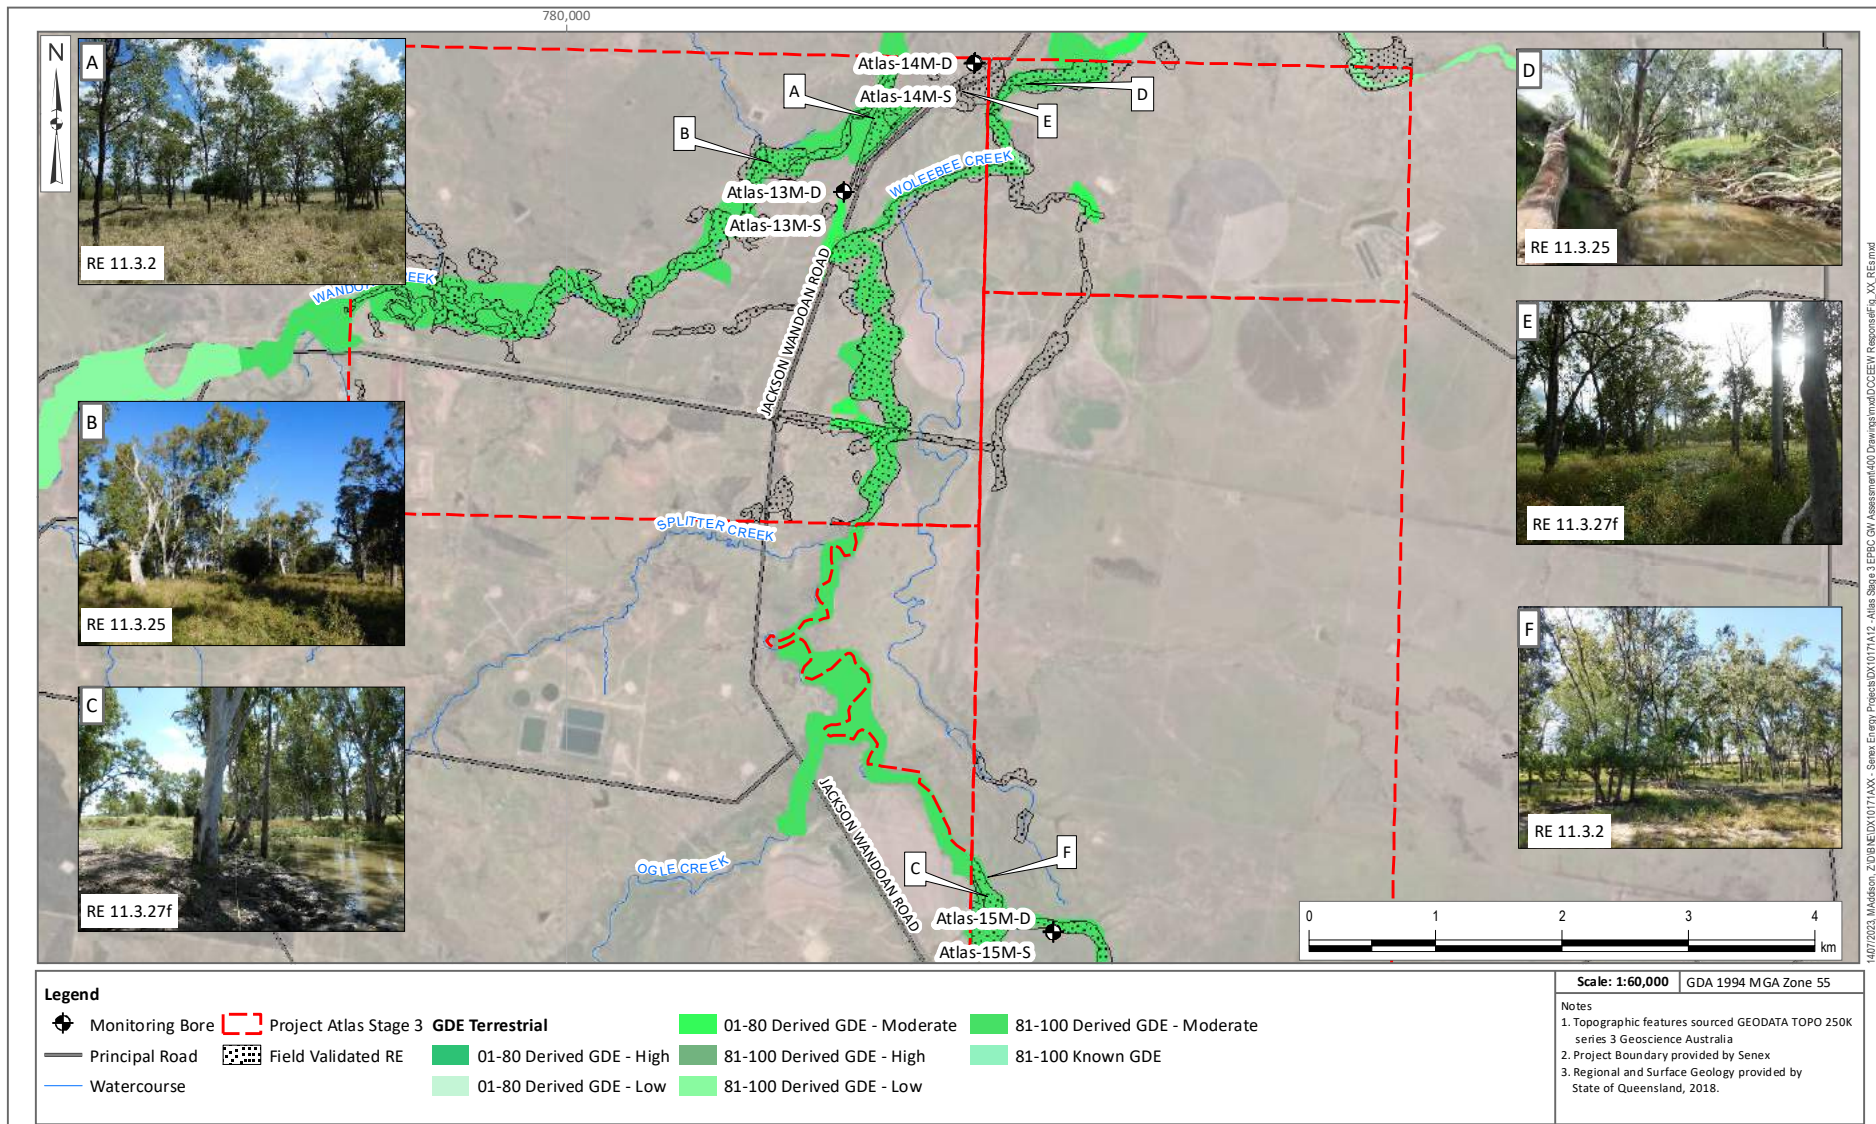 780,000
N
A
RE 11.3.2
B
RE 11.3.25
C
RE 11.3.27f
D
RE 11.3.25
E
RE 11.3.27f
F
RE 11.3.2
Atlas-14M-D
Atlas-14M-S
A
B
D
E
WOLEEBEE CREEK
Atlas-13M-D
Atlas-13M-S
JACKSON WANDOAN ROAD
SPLITTER CREEK
JACKSON WANDOAN ROAD
OGLE CREEK
C
F
Atlas-15M-D
Atlas-15M-S
0 1 2 3 4
km
Legend
Monitoring Bore
Principal Road
Watercourse
Project Atlas Stage 3
Field Validated RE
GDE Terrestrial
01-80 Derived GDE - High
01-80 Derived GDE - Low
01-80 Derived GDE - Moderate
81-100 Derived GDE - High
81-100 Derived GDE - Low
81-100 Derived GDE - Moderate
81-100 Known GDE
Scale: 1:60,000
GDA 1994 MGA Zone 55
Notes
1. Topographic features sourced GEODATA TOPO 250K
series 3 Geoscience Australia
2. Project Boundary provided by Senex
3. Regional and Surface Geology provided by
State of Queensland, 2018.